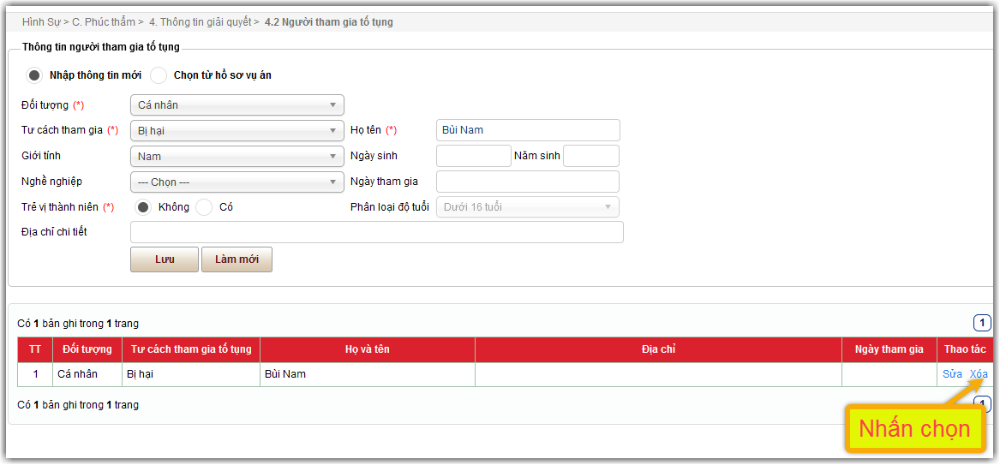 Hình Sự > C. Phúc thẩm > 4. Thông tin giải quyết > 4.2 Người tham gia tố tụng
Thông tin người tham gia tố tụng
Nhập thông tin mới Chọn từ hồ sơ vụ án
Đối tượng (*) Cá nhân
Tư cách tham gia (*) Bị hại Họ tên (*) Bùi Nam
Giới tính Nam Ngày sinh Năm sinh
Nghề nghiệp --- Chọn --- Ngày tham gia
Trẻ vị thành niên (*) Không Có Phân loại độ tuổi Dưới 16 tuổi
Địa chỉ chi tiết
Lưu Làm mới
Có 1 bản ghi trong 1 trang 1
TT Đối tượng Tư cách tham gia tố tụng Họ và tên Địa chỉ Ngày tham gia Thao tác
1 Cá nhân Bị hại Bùi Nam Sửa Xóa
Có 1 bản ghi trong 1 trang 1
Nhấn chọn